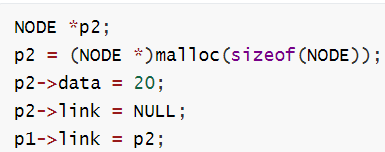 NODE *p2;
p2 = (NODE *)malloc(sizeof(NODE));
p2->data = 20;
p2->link = NULL;
p1->link = p2;